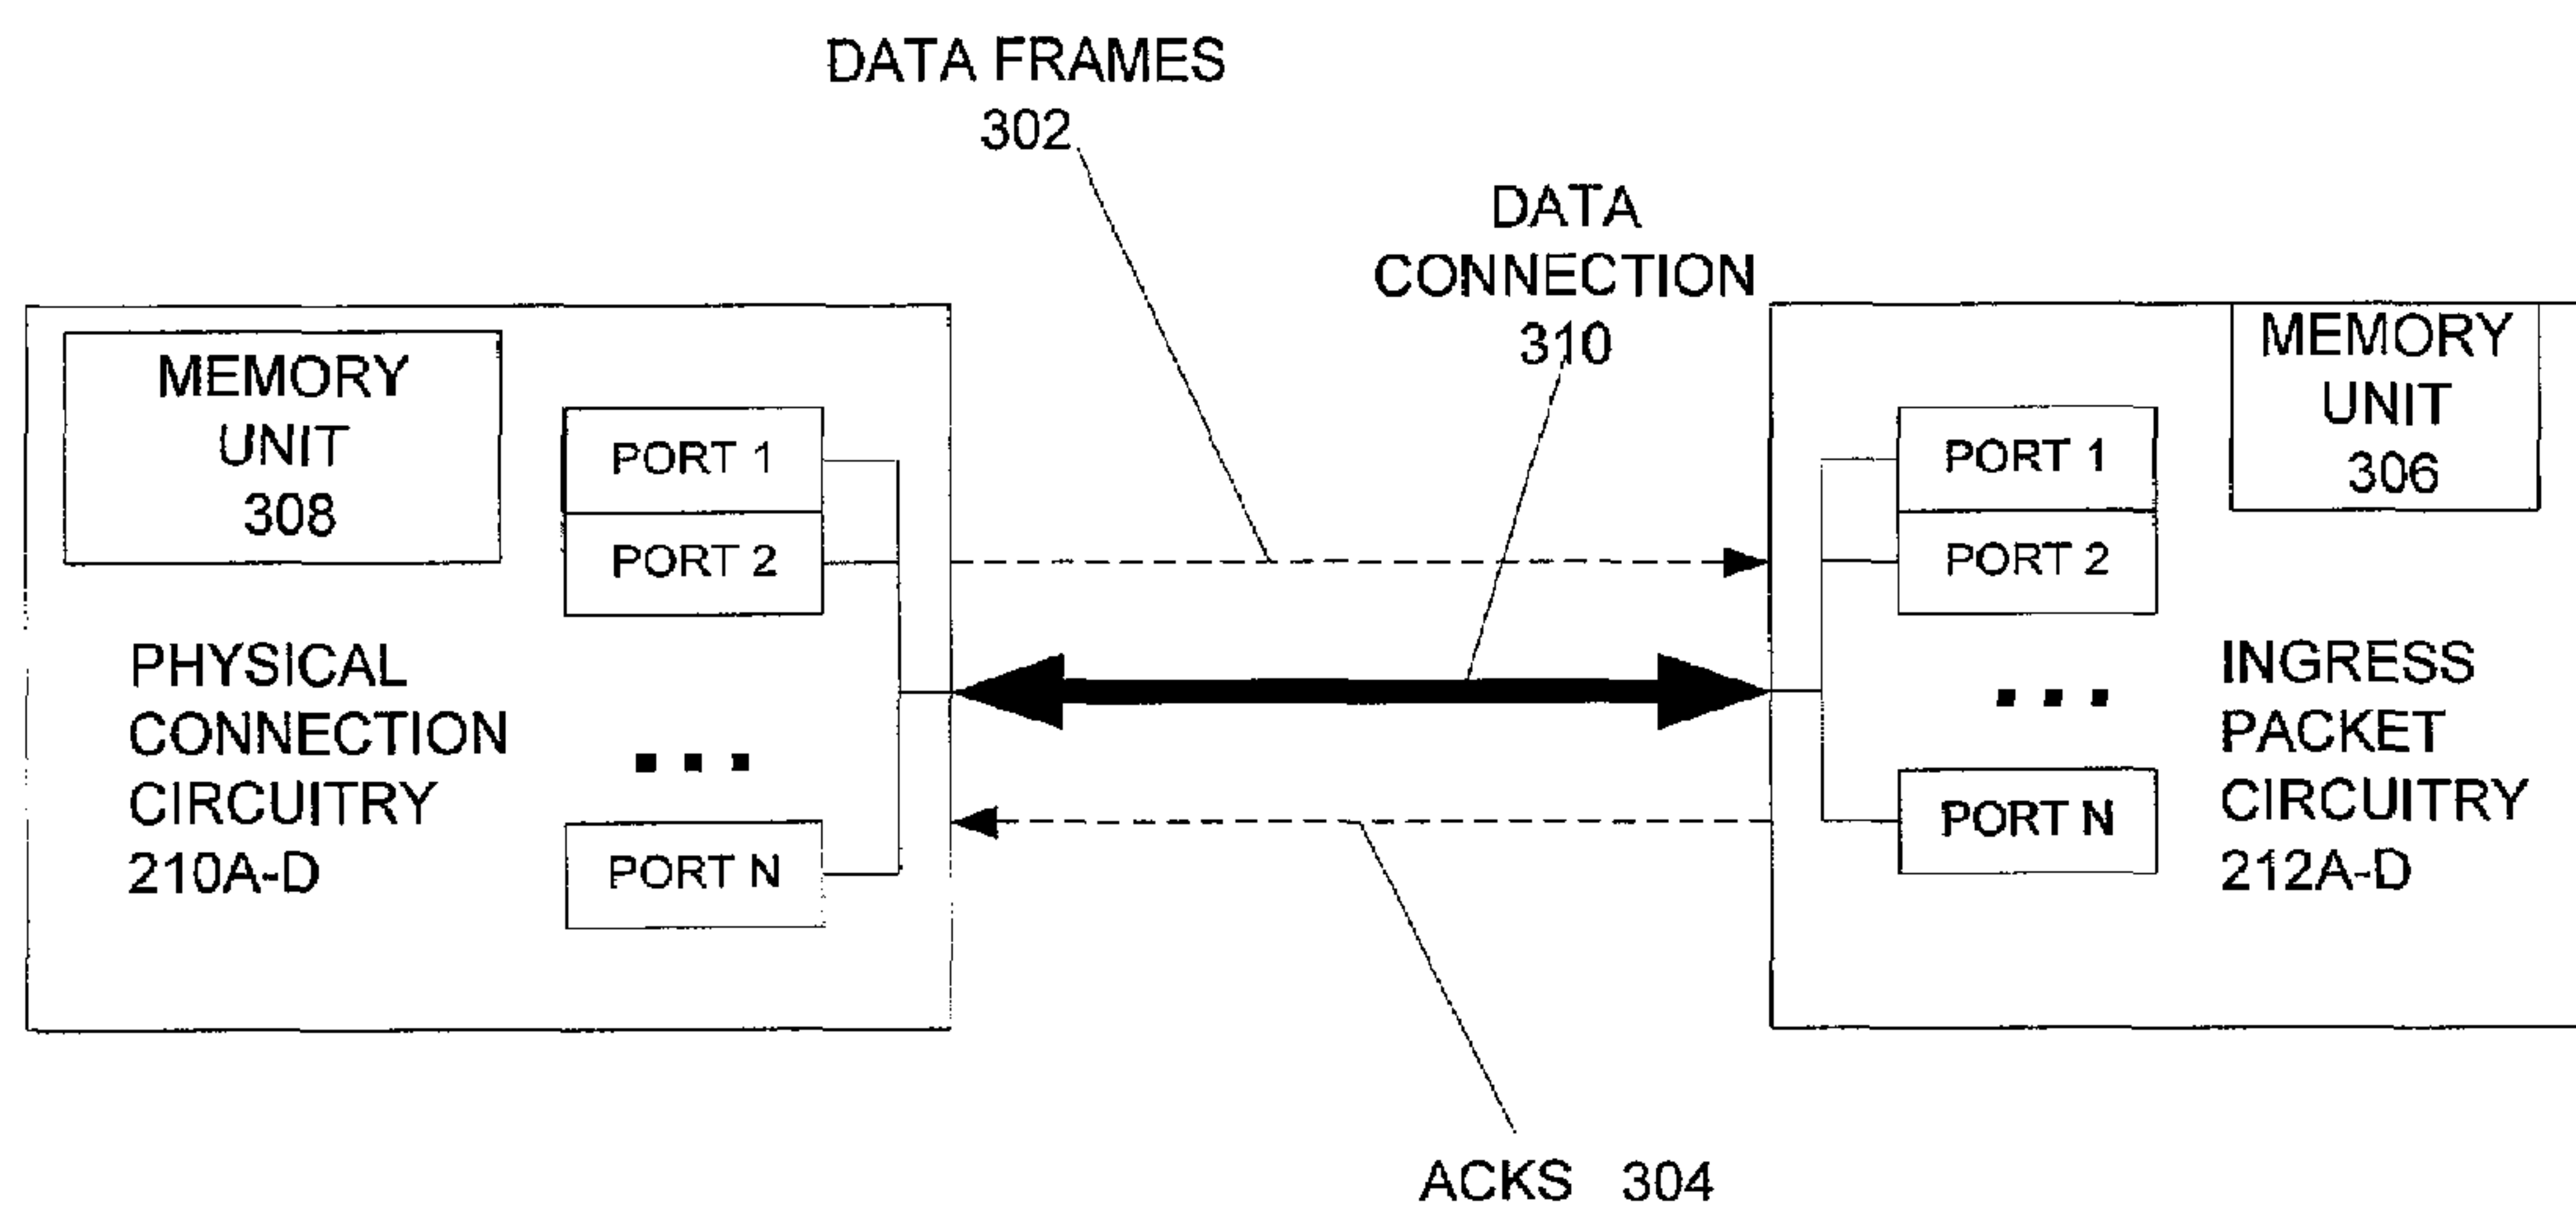 DATA FRAMES
302
DATA
CONNECTION
310
MEMORY
UNIT
308
PORT 1
PORT 2
PORT N
PHYSICAL
CONNECTION
CIRCUITRY
210A-D
MEMORY
UNIT
306
PORT 1
PORT 2
PORT N
INGRESS
PACKET
CIRCUITRY
212A-D
ACKS 304